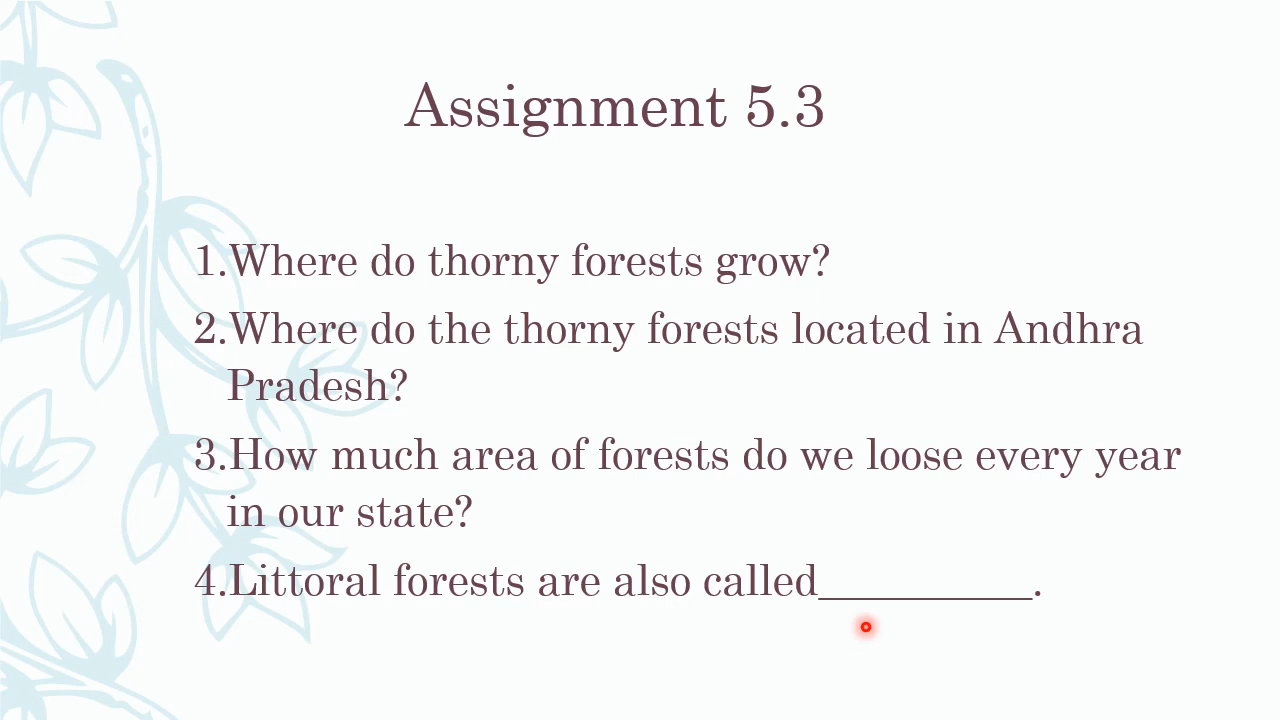 Assignment 5.3
1.Where do thorny forests grow?
2.Where do the thorny forests located in Andhra
Pradesh?
3.How much area of forests do we loose every year
in our state?
4.Littoral forests are also called__________.